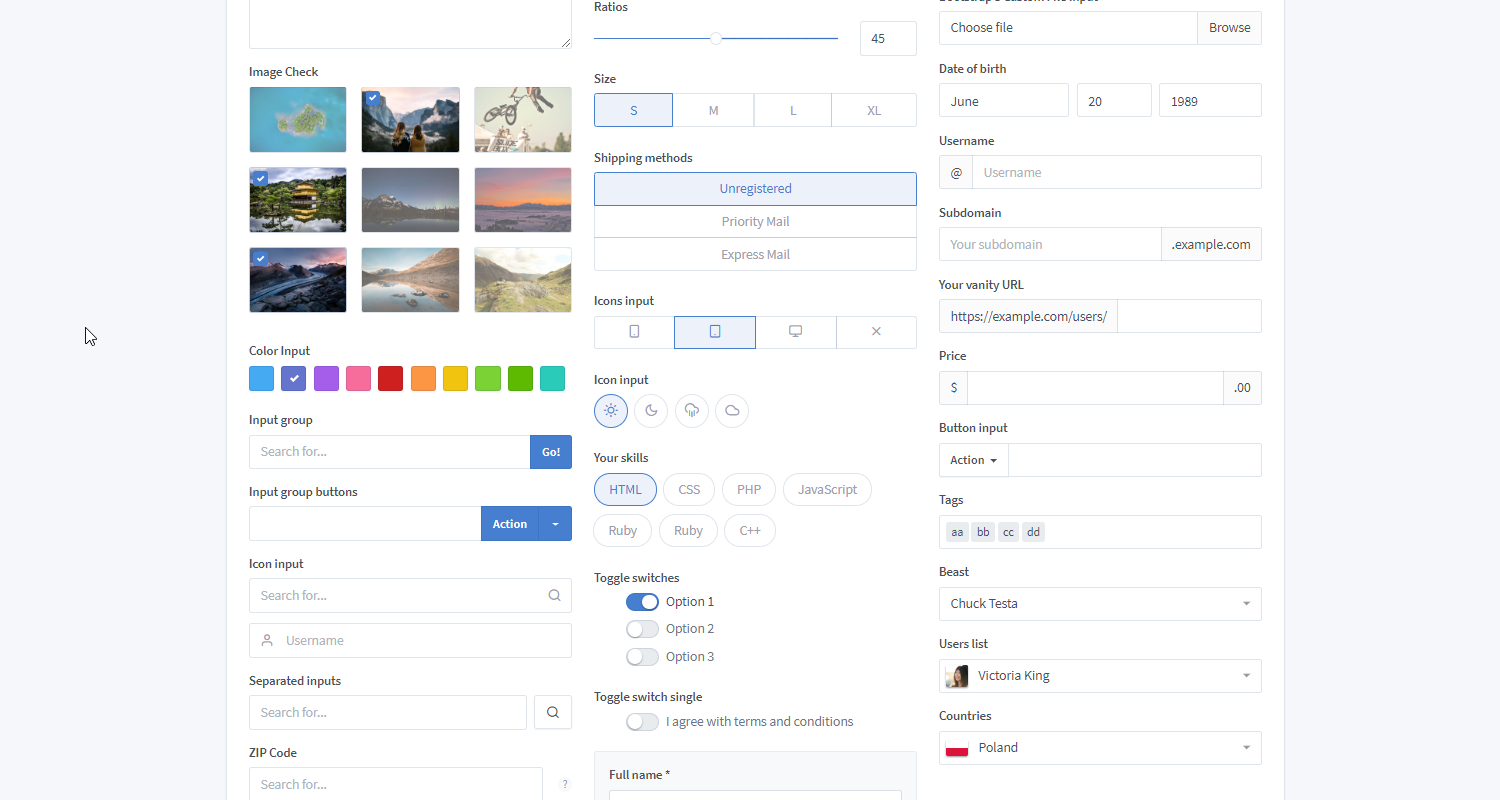 Image Check
Color Input
Input group
Search for...
Go!
Input group buttons
Action
Icon input
Search for...
Username
Separated inputs
Search for...
ZIP Code
Search for...
?
Ratios
45
Size
S
M
L
XL
Shipping methods
Unregistered
Priority Mail
Express Mail
Icons input
Icon input
Your skills
HTML
CSS
PHP
JavaScript
Ruby
Ruby
C++
Toggle switches
Option 1
Option 2
Option 3
Toggle switch single
I agree with terms and conditions
Full name *
Choose file
Browse
Date of birth
June
20
1989
Username
@
Username
Subdomain
Your subdomain
.example.com
Your vanity URL
https://example.com/users/
Price
$
.00
Button input
Action
Tags
aa
bb
cc
dd
Beast
Chuck Testa
Users list
Victoria King
Countries
Poland